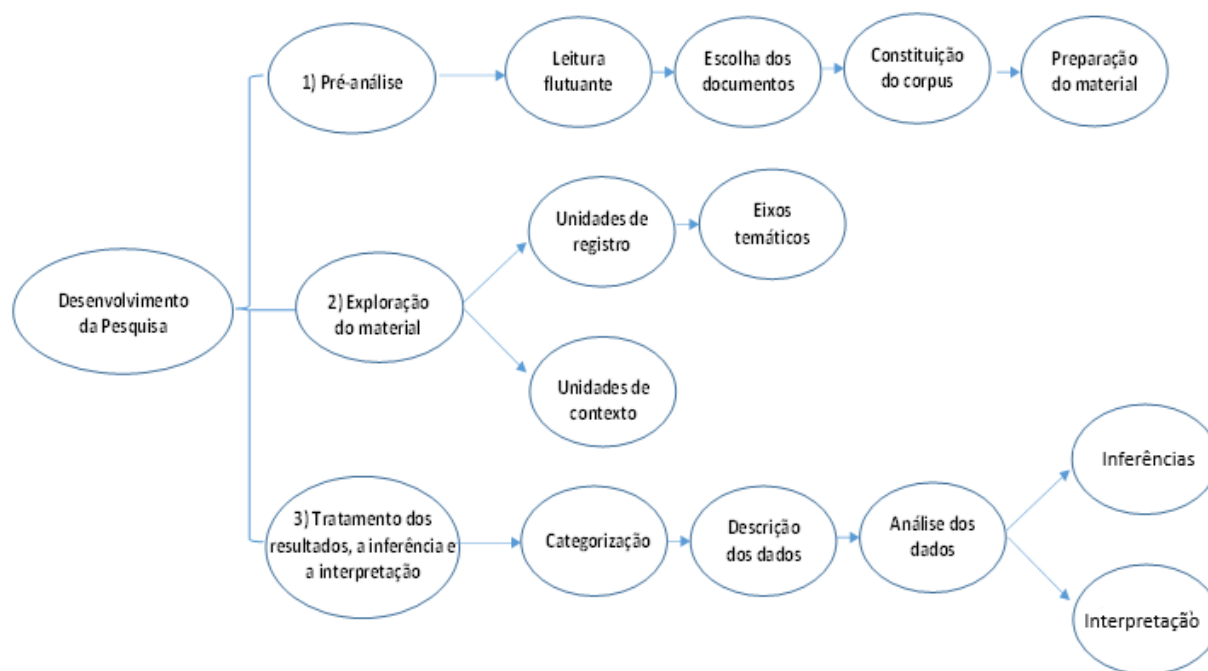 1) Pré-análise
Leitura
flutuante
Escolha dos
documentos
Constituição
do corpus
Preparação
do material
Desenvolvimento
da Pesquisa
2) Exploração
do material
Unidades de
registro
Eixos
temáticos
Unidades de
contexto
3) Tratamento dos
resultados, a inferência e
a interpretação
Categorização
Descrição
dos dados
Análise dos
dados
Inferências
Interpretação